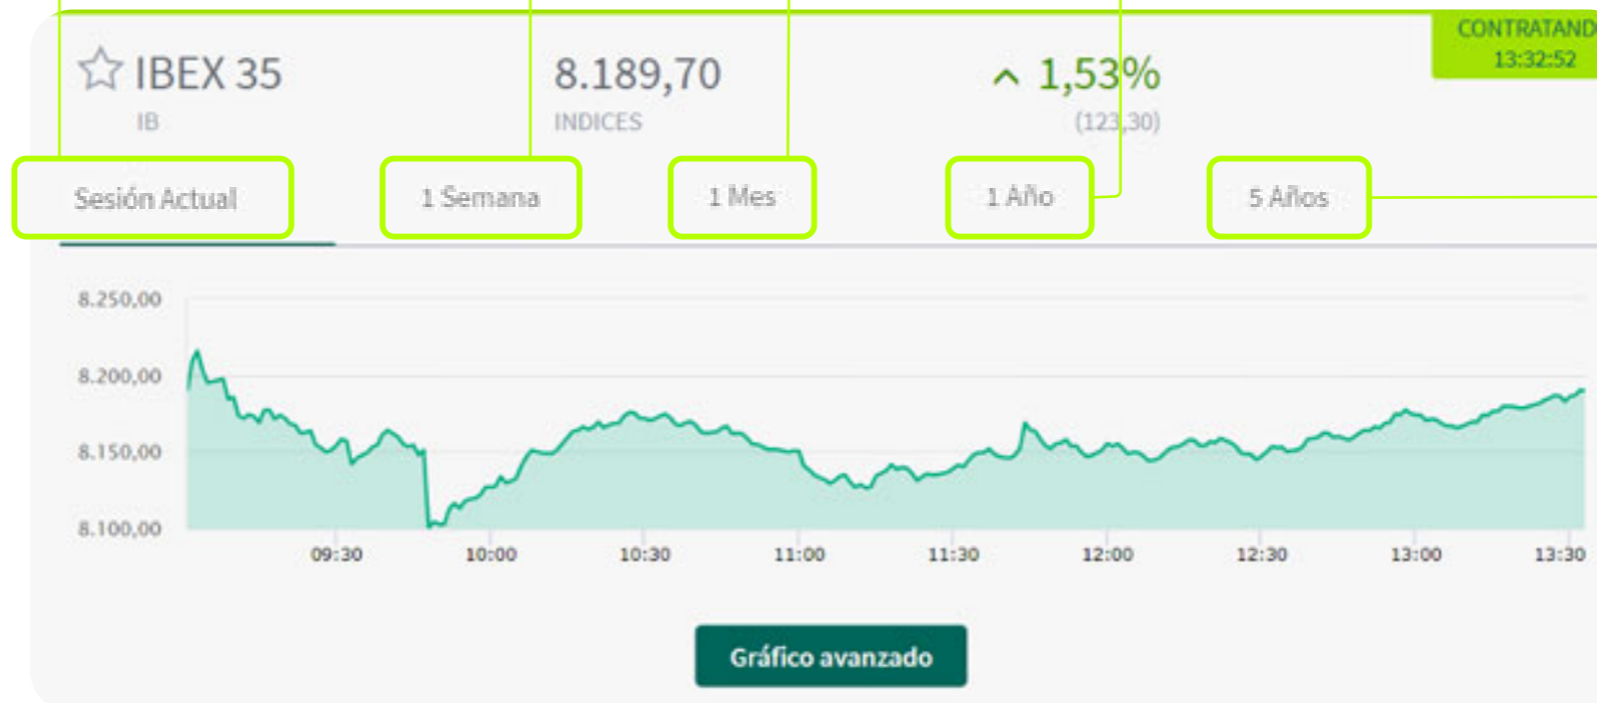 CONTRATAND
13:32:52
IBEX 35 8.189,70 1,53%
IB INDICES (123,30)
Sesión Actual 1 Semana 1 Mes 1 Año 5 Años
8.250,00
8.200,00
8.150,00
8.100,00
09:30 10:00 10:30 11:00 11:30 12:00 12:30 13:00 13:30
Gráfico avanzado